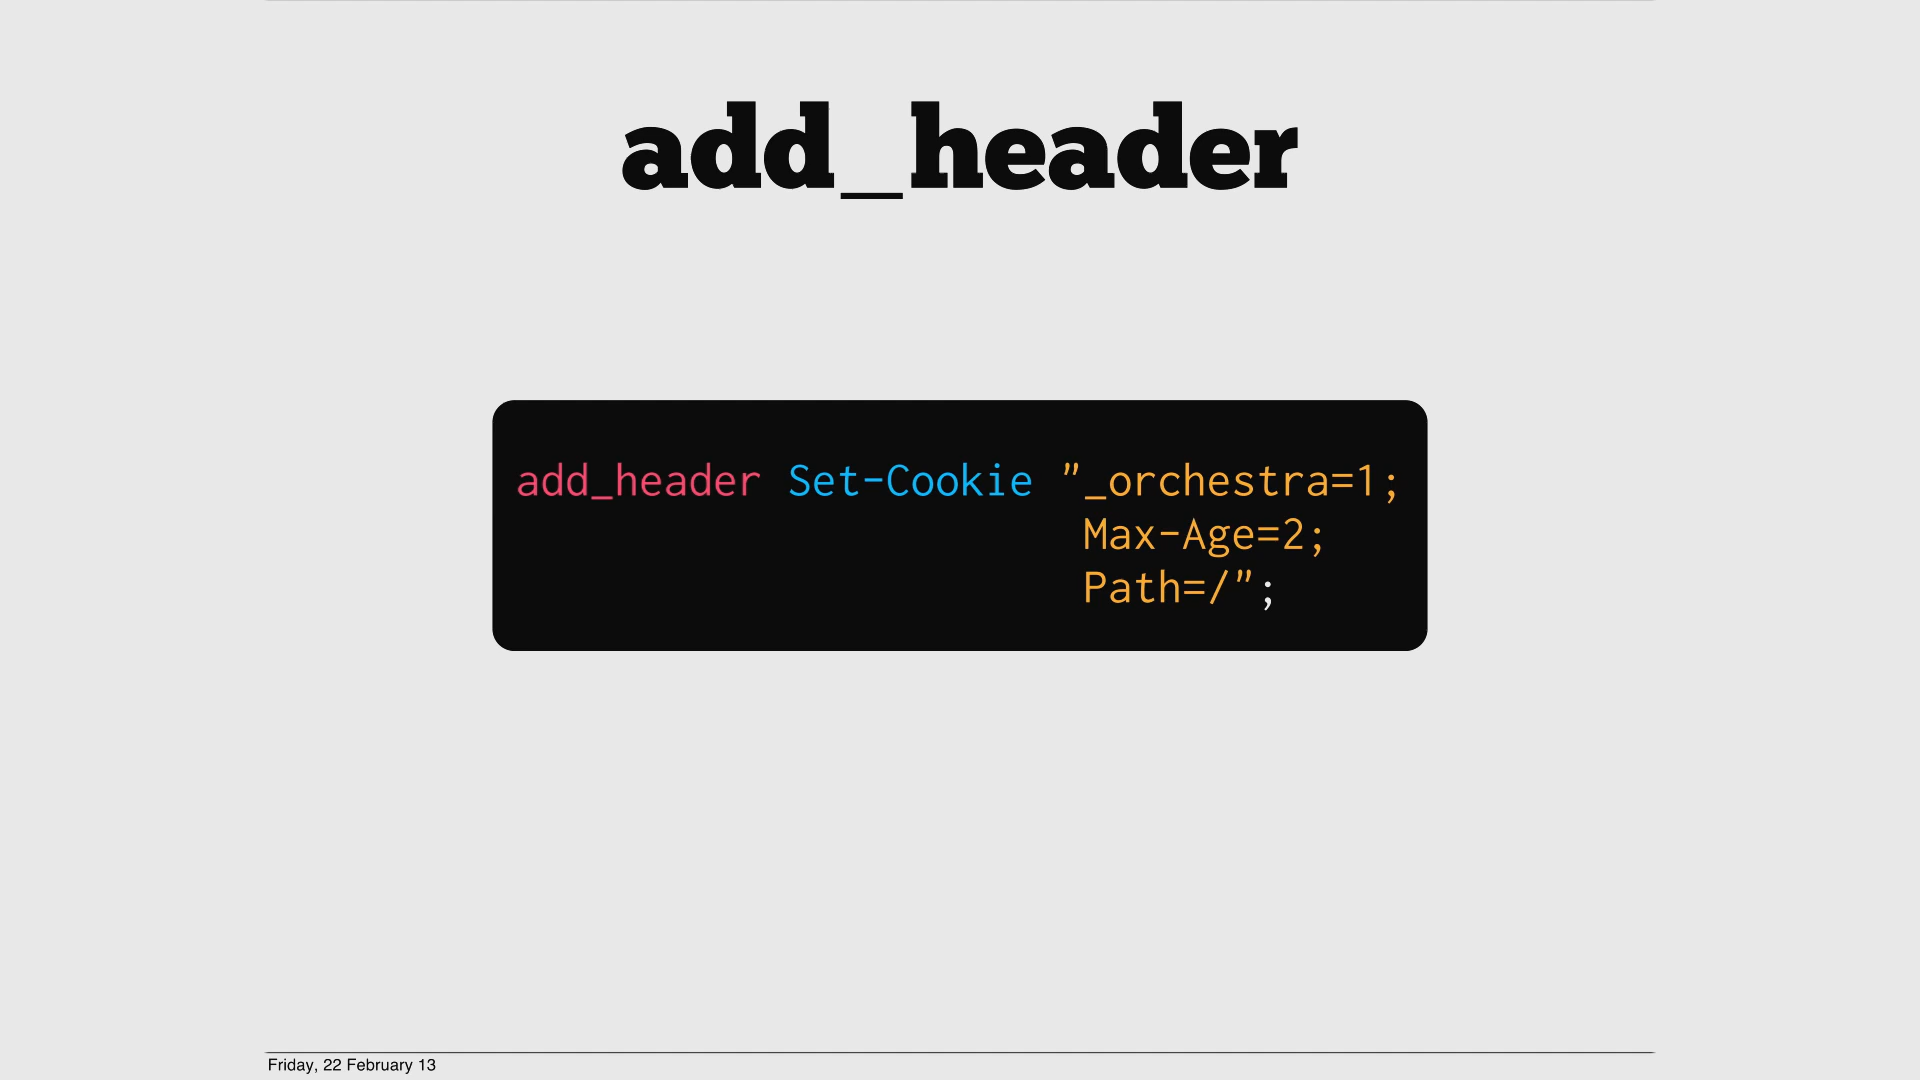 add_header
add_header Set-Cookie "_orchestra=1;
Max-Age=2;
Path=/";
Friday, 22 February 13